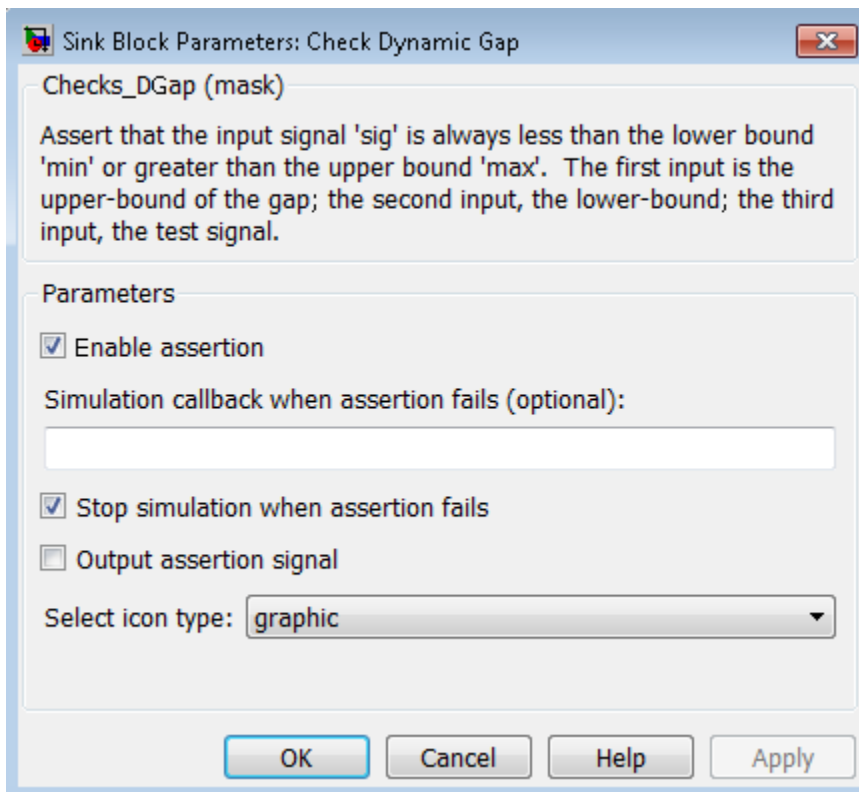 Sink Block Parameters: Check Dynamic Gap
Checks_DGap (mask)
Assert that the input signal 'sig' is always less than the lower bound
'min' or greater than the upper bound 'max'.  The first input is the
upper-bound of the gap; the second input, the lower-bound; the third
input, the test signal.
Parameters
Enable assertion
Simulation callback when assertion fails (optional):
Stop simulation when assertion fails
Output assertion signal
Select icon type: graphic
OK Cancel Help Apply